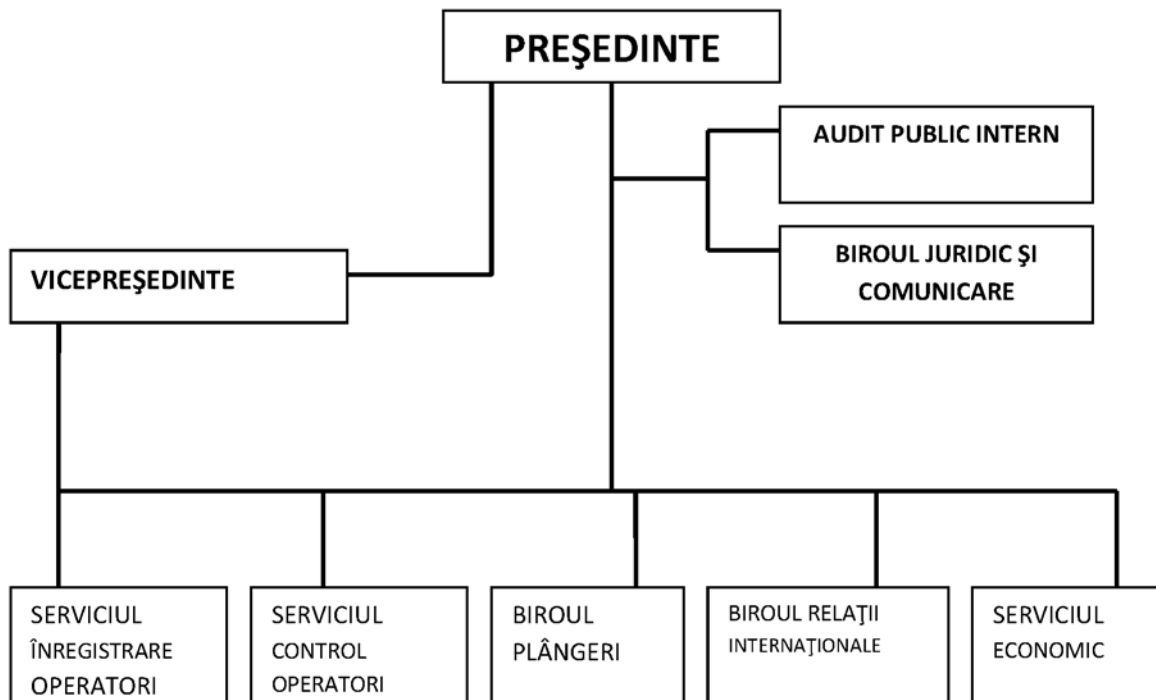 PREŞEDINTE
AUDIT PUBLIC INTERN
BIROUL JURIDIC ŞI
COMUNICARE
VICEPREŞEDINTE
SERVICIUL
ÎNREGISTRARE
OPERATORI
SERVICIUL
CONTROL
OPERATORI
BIROUL
PLÂNGERI
BIROUL RELAŢII
INTERNAŢIONALE
SERVICIUL
ECONOMIC